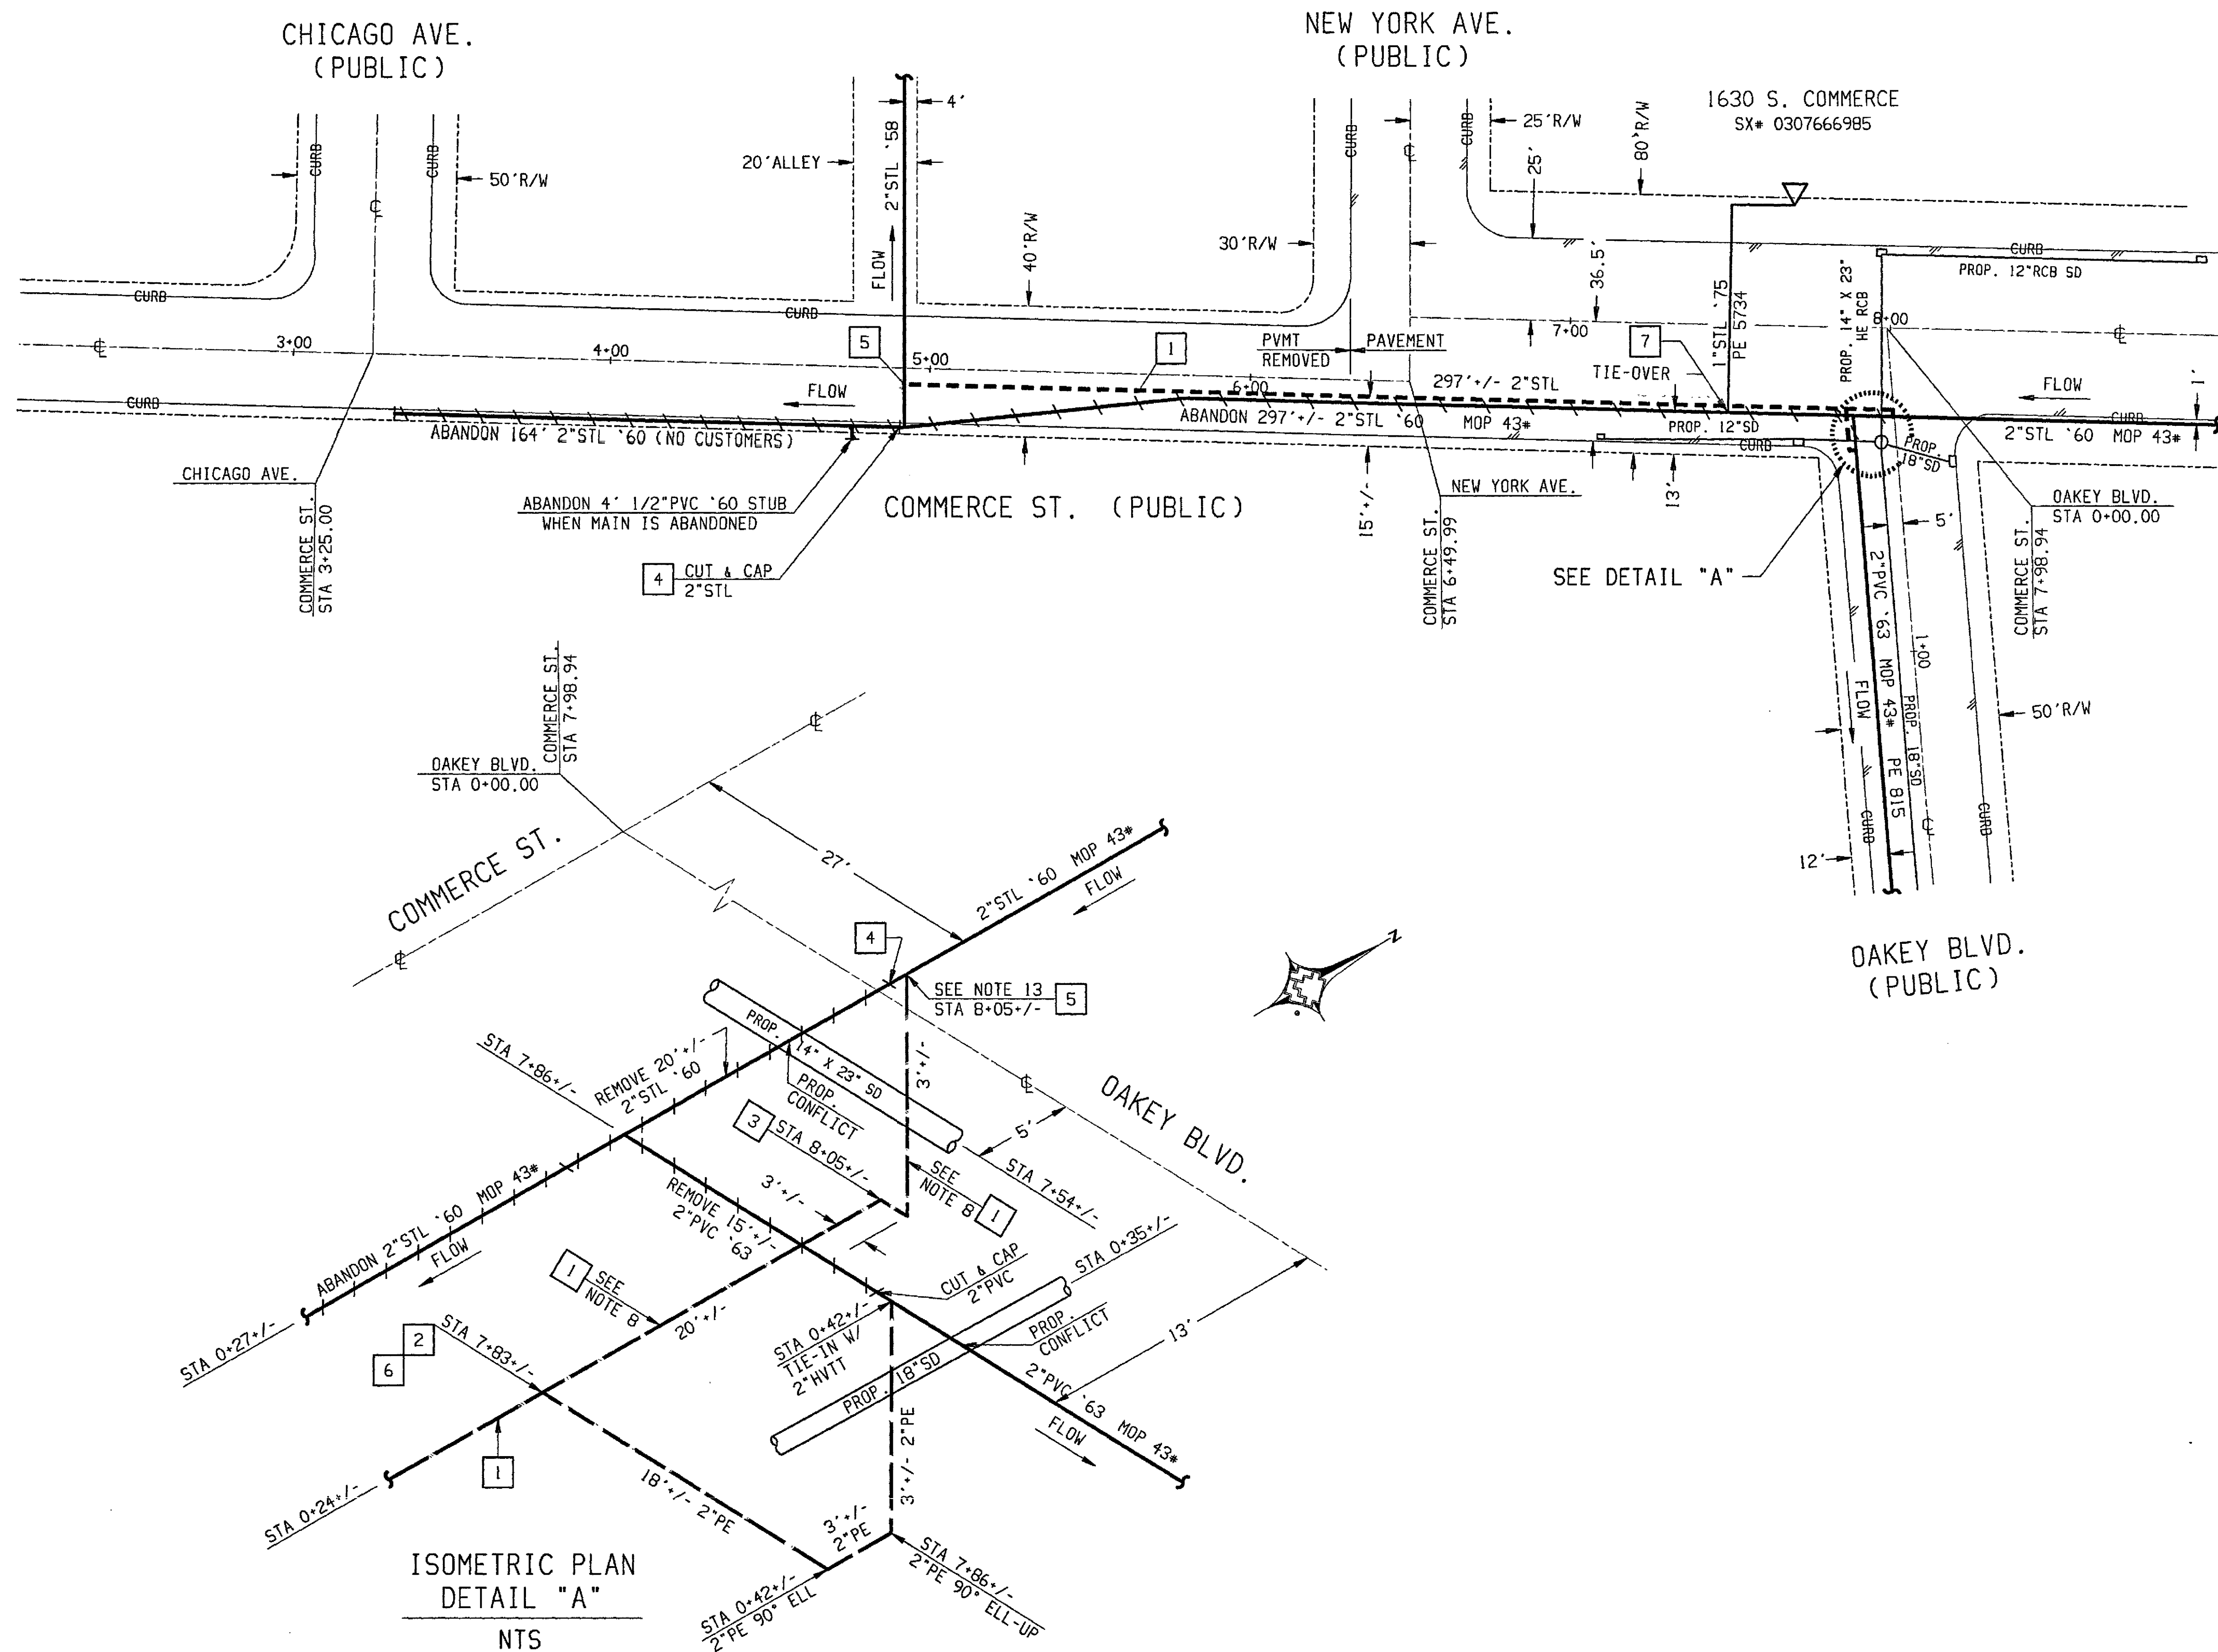 CHICAGO AVE.
(PUBLIC)
NEW YORK AVE.
(PUBLIC)
1630 S. COMMERCE
SX# 0307666985
CURB
CURB
50'R/W
20'ALLEY
4'
2"STL `58
FLOW
40'R/W
30'R/W
CURB
CURB
25'R/W
25'
80'R/W
36.5'
1"STL `75
PE 5734
PROP. 14" X 23"
HE RCB
CURB
PROP. 12"RCB SD
CURB
CURB
3+00
4+00
5+00
6+00
7+00
8+00
5
1
PVMT
REMOVED
PAVEMENT
7
TIE-OVER
297'+/- 2"STL
FLOW
1'
CURB
FLOW
ABANDON 164' 2"STL `60 (NO CUSTOMERS)
ABANDON 297'+/- 2"STL `60
MOP 43#
PROP. 12"SD
CURB
PROP.
18"SD
CURB
2"STL `60 MOP 43#
CHICAGO AVE.
COMMERCE ST.
STA 3+25.00
ABANDON 4' 1/2"PVC `60 STUB
WHEN MAIN IS ABANDONED
4
CUT & CAP
2"STL
COMMERCE ST. (PUBLIC)
15'+/-
NEW YORK AVE.
COMMERCE ST.
STA 6+49.99
13'
SEE DETAIL "A"
5'
OAKEY BLVD.
STA 0+00.00
COMMERCE ST.
STA 7+98.94
2"PVC `63 MOP 43# PE 815
1+00
PROP. 18"SD
FLOW
50'R/W
CURB
CURB
12'
OAKEY BLVD.
(PUBLIC)
COMMERCE ST.
STA 7+98.94
OAKEY BLVD.
STA 0+00.00
COMMERCE ST.
27'
2"STL `60 MOP 43#
FLOW
4
SEE NOTE 13
STA 8+05+/-
5
N
PROP. 14" X 23" SD
STA 7+86+/-
REMOVE 20'+/-
2"STL `60
PROP.
CONFLICT
3'+/-
3
STA 8+05+/-
5'
OAKEY BLVD.
STA 7+54+/-
SEE
NOTE 8
1
3'+/-
REMOVE 15'+/-
2"PVC `63
ABANDON 2"STL `60 MOP 43#
FLOW
STA 0+27+/-
1
SEE
NOTE 8
20'+/-
CUT & CAP
2"PVC
STA 0+35+/-
STA 0+42+/-
TIE-IN W/
2"HVTT
PROP.
CONFLICT
13'
PROP. 18"SD
2"PVC `63 MOP 43#
FLOW
2
6
STA 7+83+/-
1
STA 0+24+/-
18'+/- 2"PE
3'+/- 2"PE
3'+/-
2"PE
STA 0+42+/-
2"PE 90° ELL
STA 7+86+/-
2"PE 90° ELL-UP
ISOMETRIC PLAN
DETAIL "A"
NTS